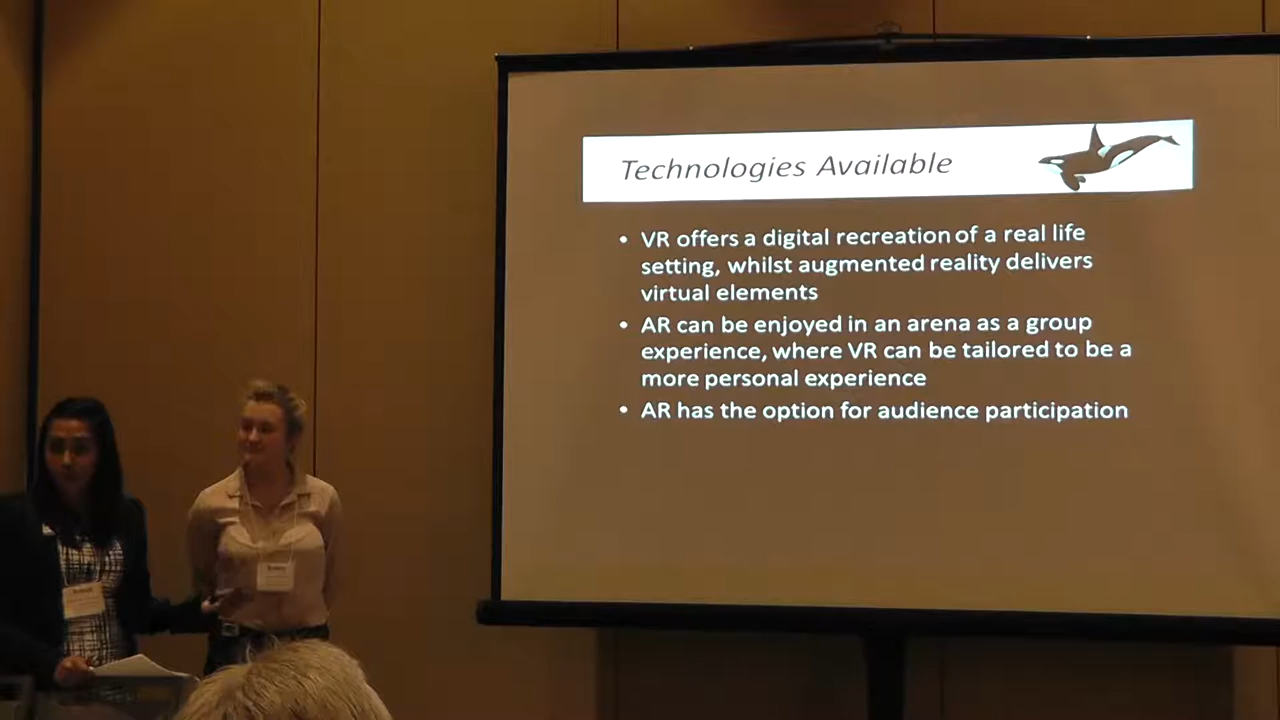 Technologies Available
• VR offers a digital recreation of a real life
setting, whilst augmented reality delivers
virtual elements
• AR can be enjoyed in an arena as a group
experience, where VR can be tailored to be a
more personal experience
• AR has the option for audience participation